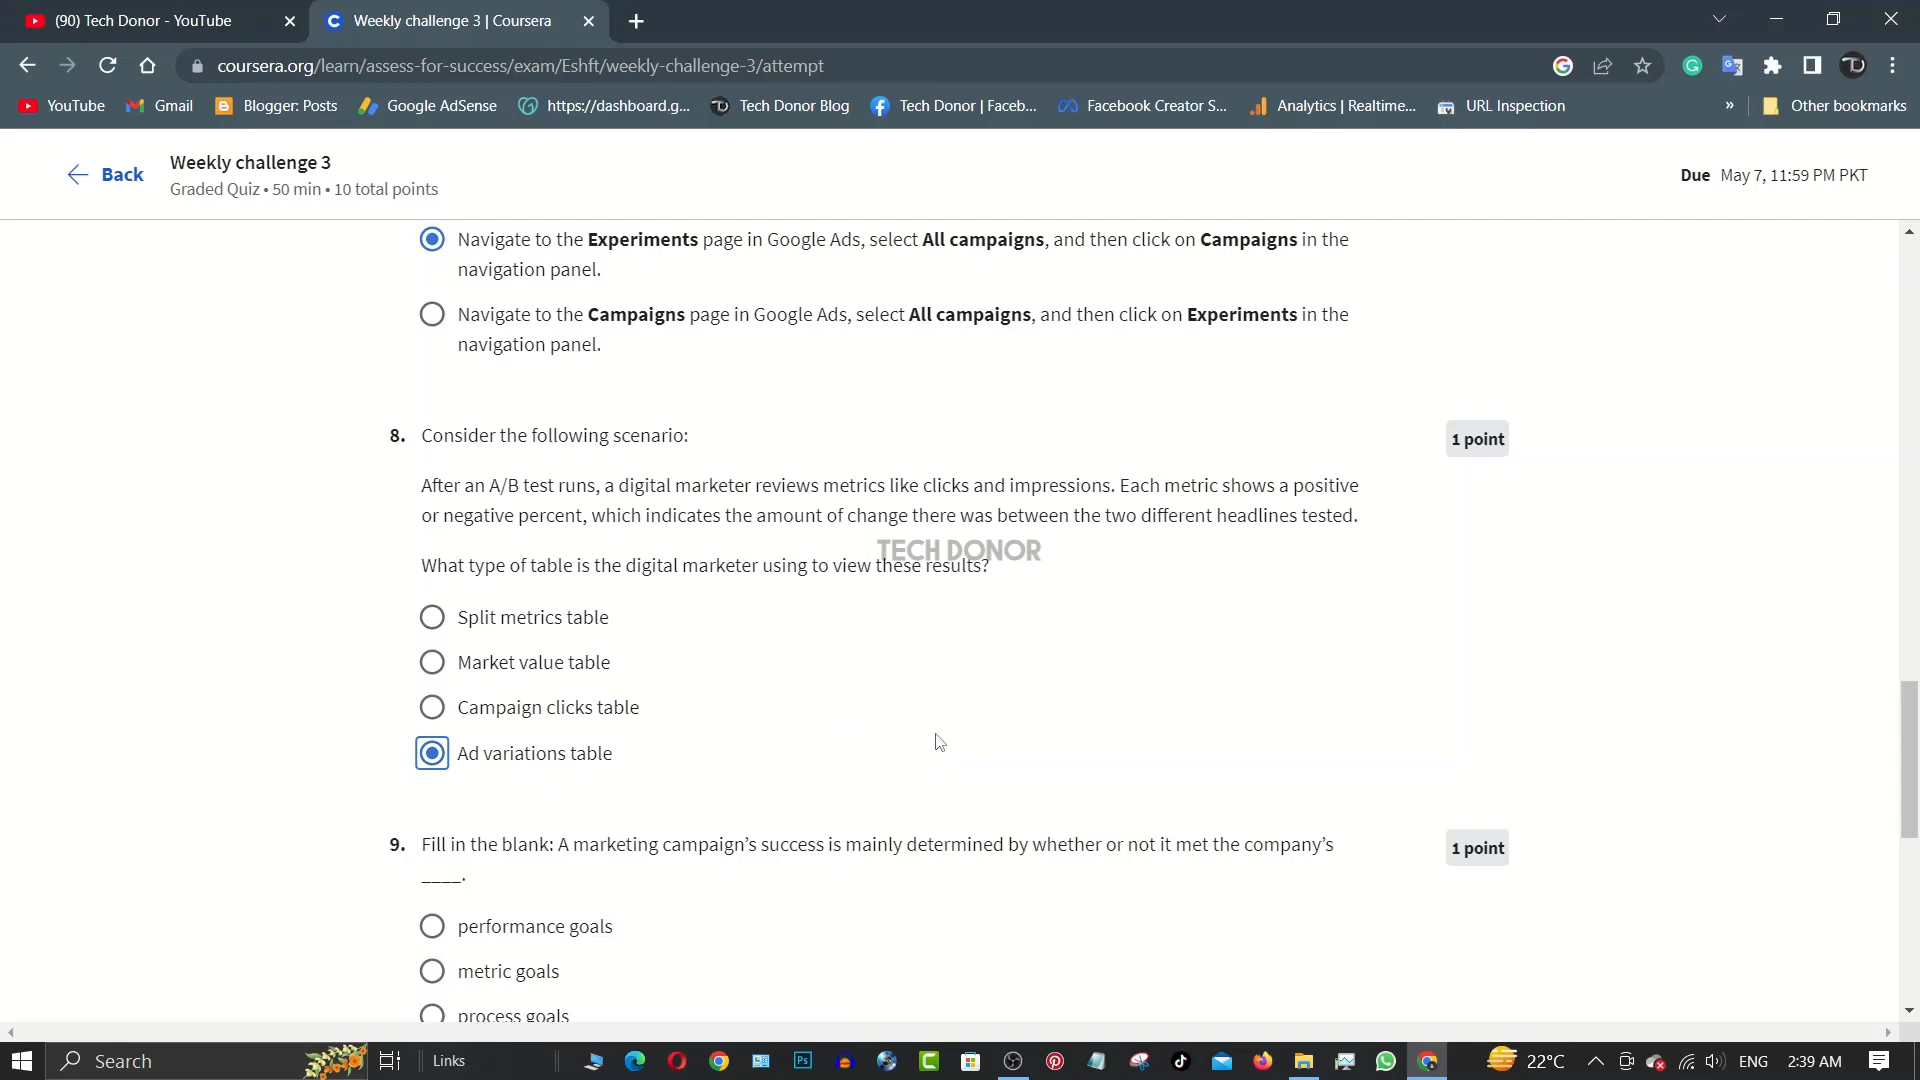 (90) Tech Donor - YouTube
Weekly challenge 3 | Coursera
coursera.org/learn/assess-for-success/exam/Eshft/weekly-challenge-3/attempt
YouTube
Gmail
Blogger: Posts
Google AdSense
https://dashboard.g...
Tech Donor Blog
Tech Donor | Faceb...
Facebook Creator S...
Analytics | Realtime...
URL Inspection
»
Other bookmarks
Back
Weekly challenge 3
Graded Quiz • 50 min • 10 total points
Due May 7, 11:59 PM PKT
Navigate to the Experiments page in Google Ads, select All campaigns, and then click on Campaigns in the
navigation panel.
Navigate to the Campaigns page in Google Ads, select All campaigns, and then click on Experiments in the
navigation panel.
8. Consider the following scenario:
1 point
After an A/B test runs, a digital marketer reviews metrics like clicks and impressions. Each metric shows a positive
or negative percent, which indicates the amount of change there was between the two different headlines tested.
TECH DONOR
What type of table is the digital marketer using to view these results?
Split metrics table
Market value table
Campaign clicks table
Ad variations table
9. Fill in the blank: A marketing campaign’s success is mainly determined by whether or not it met the company’s
____.
1 point
performance goals
metric goals
process goals
Search
Links
22°C
ENG
2:39 AM